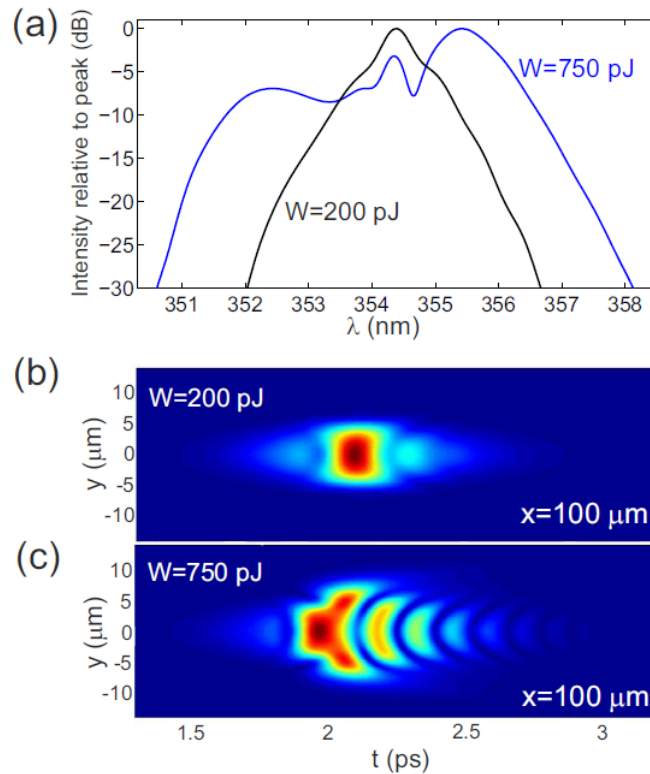 (a)
Intensity relative to peak (dB)
0
−5
−10
−15
−20
−25
−30
W=750 pJ
W=200 pJ
351 352 353 354 355 356 357 358
λ (nm)
(b)
y (μm)
10
5
0
-5
-10
W=200 pJ
x=100 μm
(c)
y (μm)
10
5
0
-5
-10
W=750 pJ
x=100 μm
1.5 2 2.5 3
t (ps)